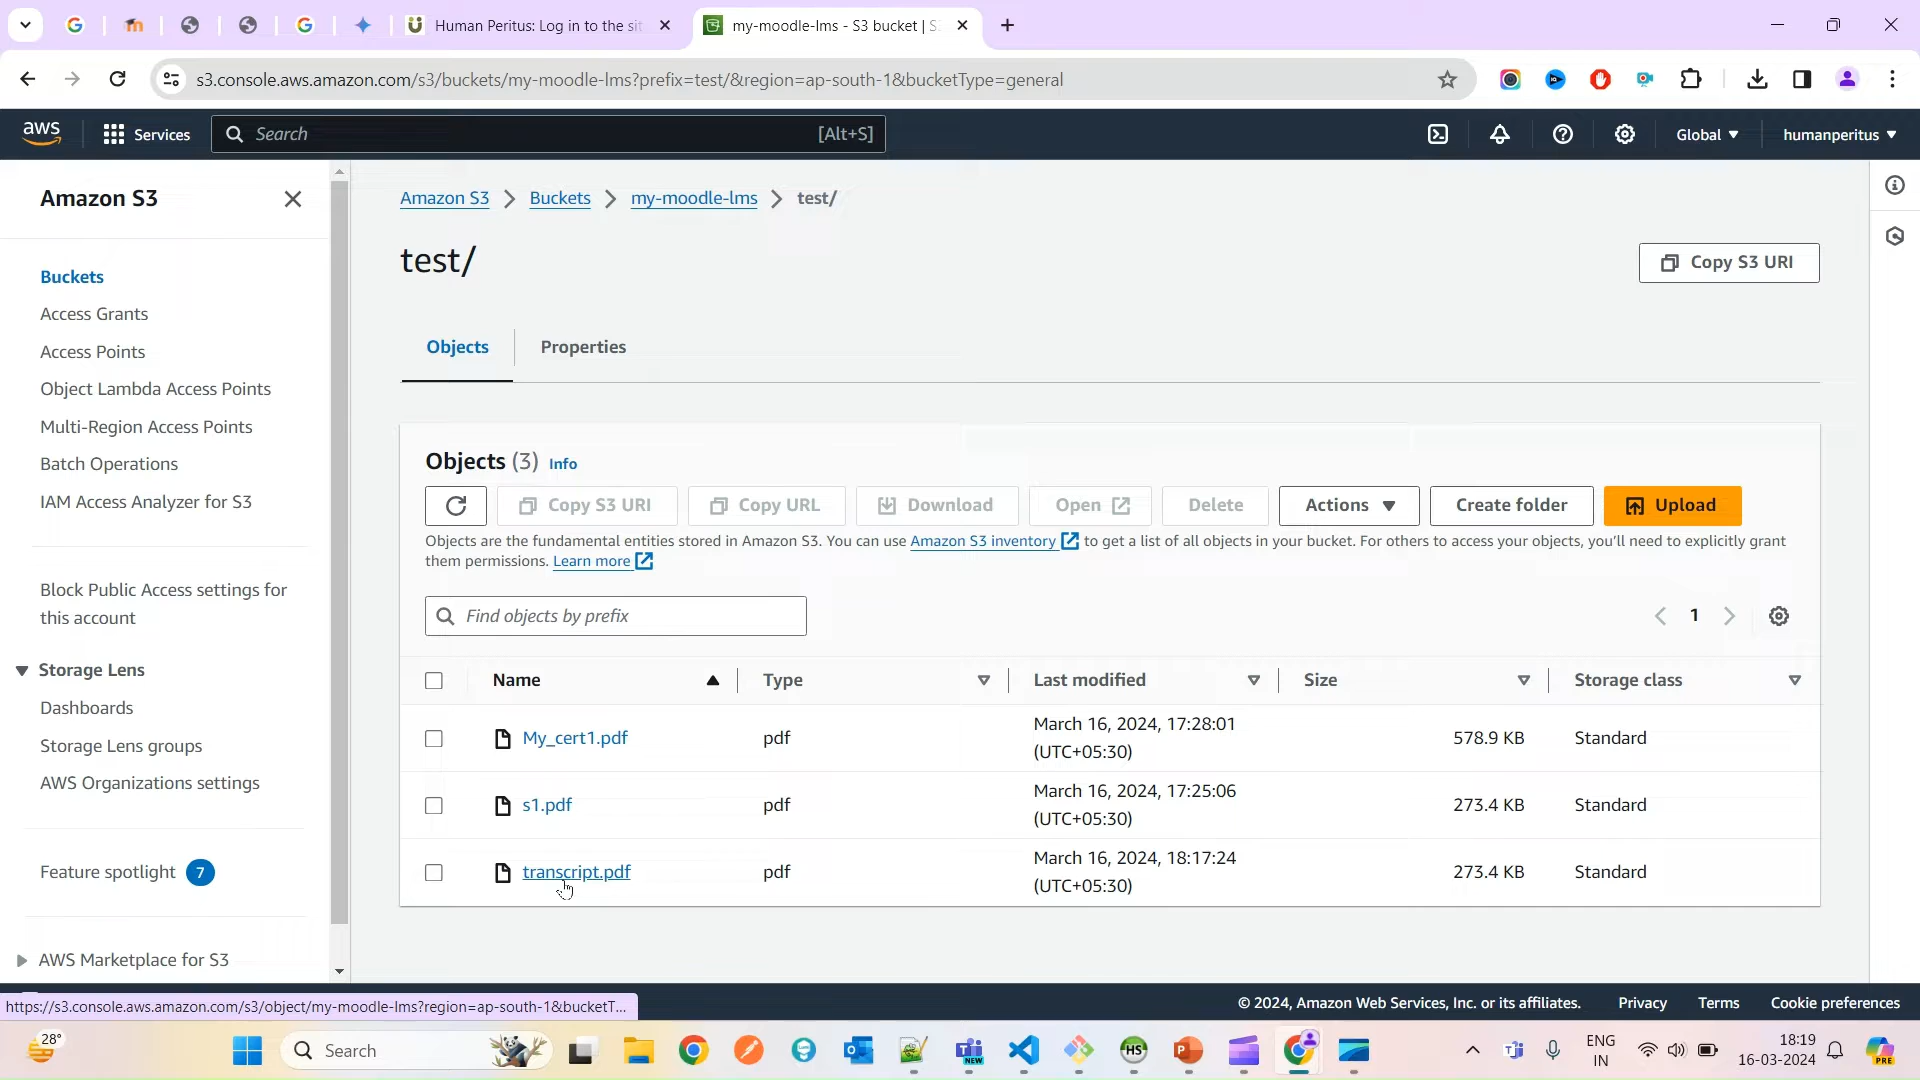 Human Peritus: Log in to the sit
my-moodle-lms - S3 bucket | S
s3.console.aws.amazon.com/s3/buckets/my-moodle-lms?prefix=test/&region=ap-south-1&bucketType=general
aws
Services
Search
[Alt+S]
Global
humanperitus
Amazon S3
Buckets
Access Grants
Access Points
Object Lambda Access Points
Multi-Region Access Points
Batch Operations
IAM Access Analyzer for S3
Block Public Access settings for
this account
Storage Lens
Dashboards
Storage Lens groups
AWS Organizations settings
Feature spotlight 7
AWS Marketplace for S3
Amazon S3 > Buckets > my-moodle-lms > test/
test/
Copy S3 URI
Objects
Properties
Objects (3) Info
Copy S3 URI
Copy URL
Download
Open
Delete
Actions
Create folder
Upload
Objects are the fundamental entities stored in Amazon S3. You can use Amazon S3 inventory to get a list of all objects in your bucket. For others to access your objects, you'll need to explicitly grant
them permissions. Learn more
Find objects by prefix
1
Name Type Last modified Size Storage class
My_cert1.pdf pdf March 16, 2024, 17:28:01 (UTC+05:30) 578.9 KB Standard
s1.pdf pdf March 16, 2024, 17:25:06 (UTC+05:30) 273.4 KB Standard
transcript.pdf pdf March 16, 2024, 18:17:24 (UTC+05:30) 273.4 KB Standard
https://s3.console.aws.amazon.com/s3/object/my-moodle-lms?region=ap-south-1&bucketT...
© 2024, Amazon Web Services, Inc. or its affiliates.
Privacy
Terms
Cookie preferences
28°
Search
NEW
HS
ENG
IN
18:19
16-03-2024
PRE